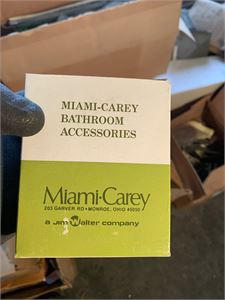 MIAMI-CAREY
BATHROOM
ACCESSORIES
Miami·Carey
203 GARVER RD • MONROE, OHIO 45050
a Jim Walter company